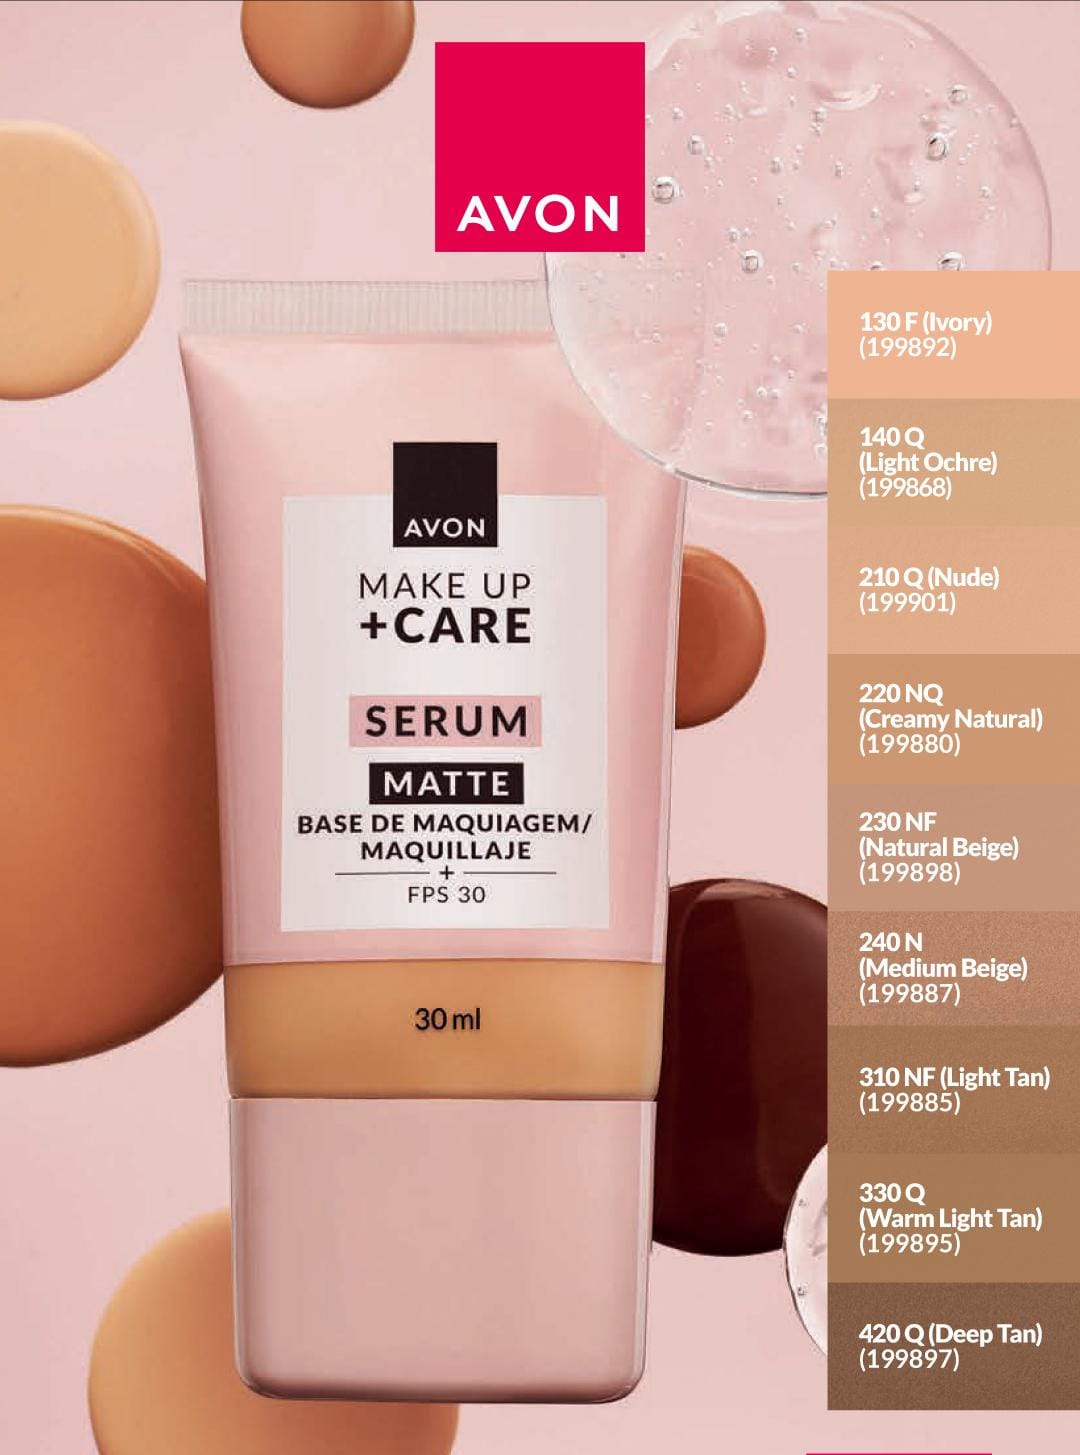 AVON
AVON
MAKE UP
+CARE
SERUM
MATTE
BASE DE MAQUIAGEM/
MAQUILLAJE
+
FPS 30
30 ml
130 F (Ivory)
(199892)
140 Q
(Light Ochre)
(199868)
210 Q (Nude)
(199901)
220 NQ
(Creamy Natural)
(199880)
230 NF
(Natural Beige)
(199898)
240 N
(Medium Beige)
(199887)
310 NF (Light Tan)
(199885)
330 Q
(Warm Light Tan)
(199895)
420 Q (Deep Tan)
(199897)